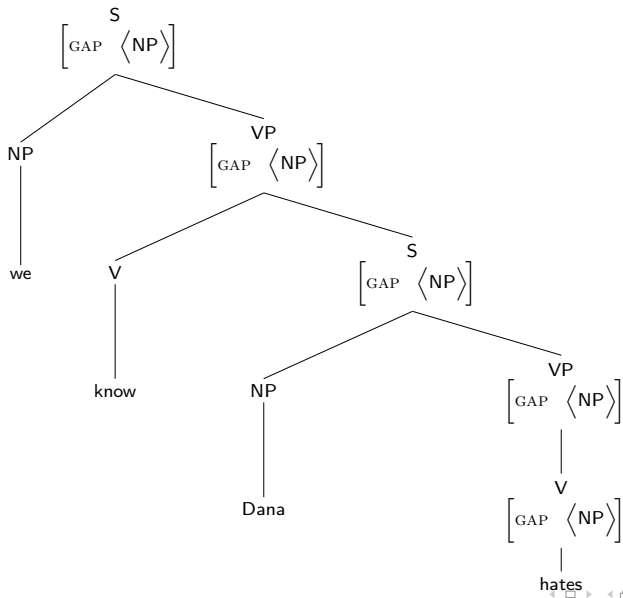 S
[GAP ⟨NP⟩]
NP VP
[GAP ⟨NP⟩]
we V S
[GAP ⟨NP⟩]
know NP VP
[GAP ⟨NP⟩]
Dana V
[GAP ⟨NP⟩]
hates